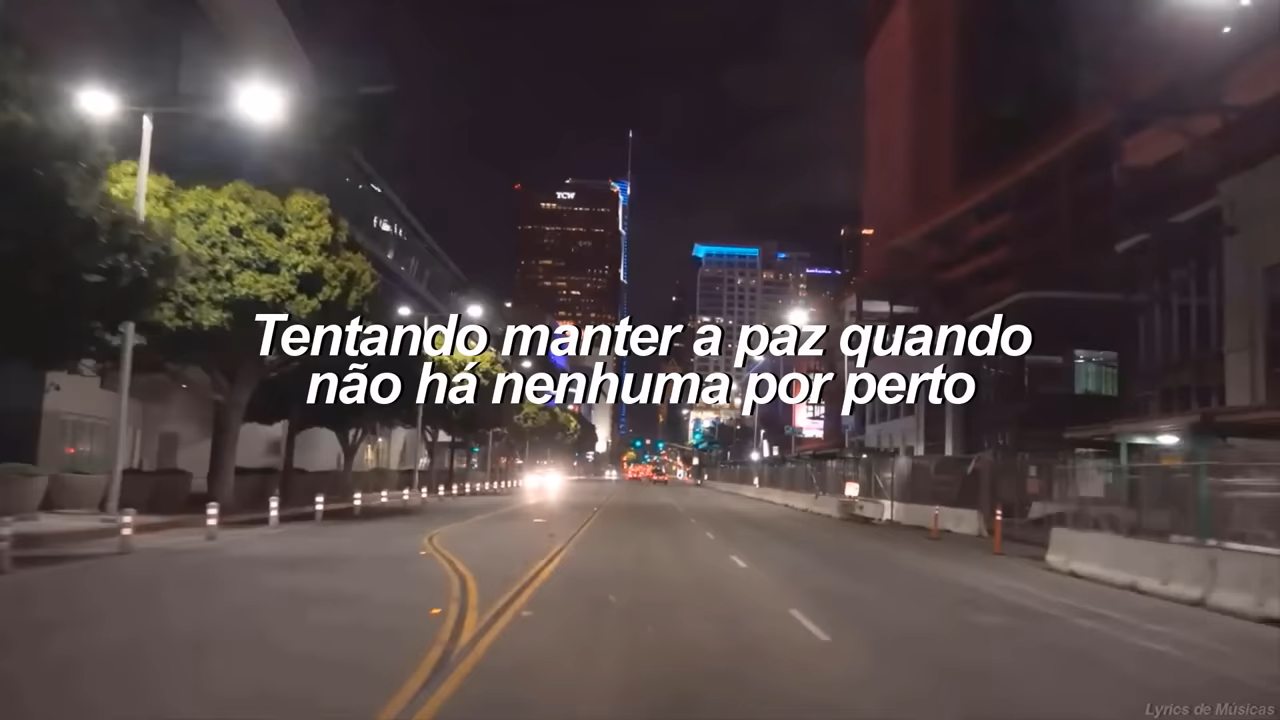 TCW
Tentando manter a paz quando
não há nenhuma por perto
Lyrics de Músicas